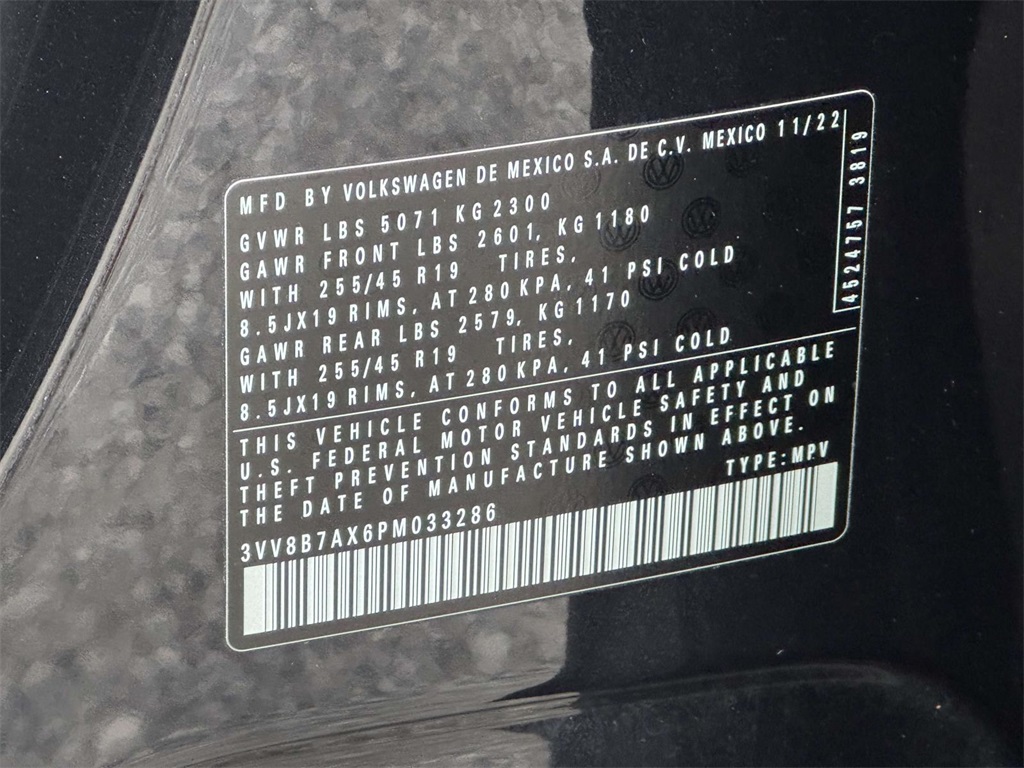 MFD BY VOLKSWAGEN DE MEXICO S.A. DE C.V. MEXICO 11/22
GVWR LBS 5071 KG 2300
GAWR FRONT LBS 2601, KG 1180
WITH 255/45 R19 TIRES,
8.5JX19 RIMS, AT 280 KPA, 41 PSI COLD
GAWR REAR LBS 2579, KG 1170
WITH 255/45 R19 TIRES,
8.5JX19 RIMS, AT 280 KPA, 41 PSI COLD
4524757 3819
THIS VEHICLE CONFORMS TO ALL APPLICABLE
U.S. FEDERAL MOTOR VEHICLE SAFETY AND
THEFT PREVENTION STANDARDS IN EFFECT ON
THE DATE OF MANUFACTURE SHOWN ABOVE.
TYPE:MPV
3VV8B7AX6PM033286